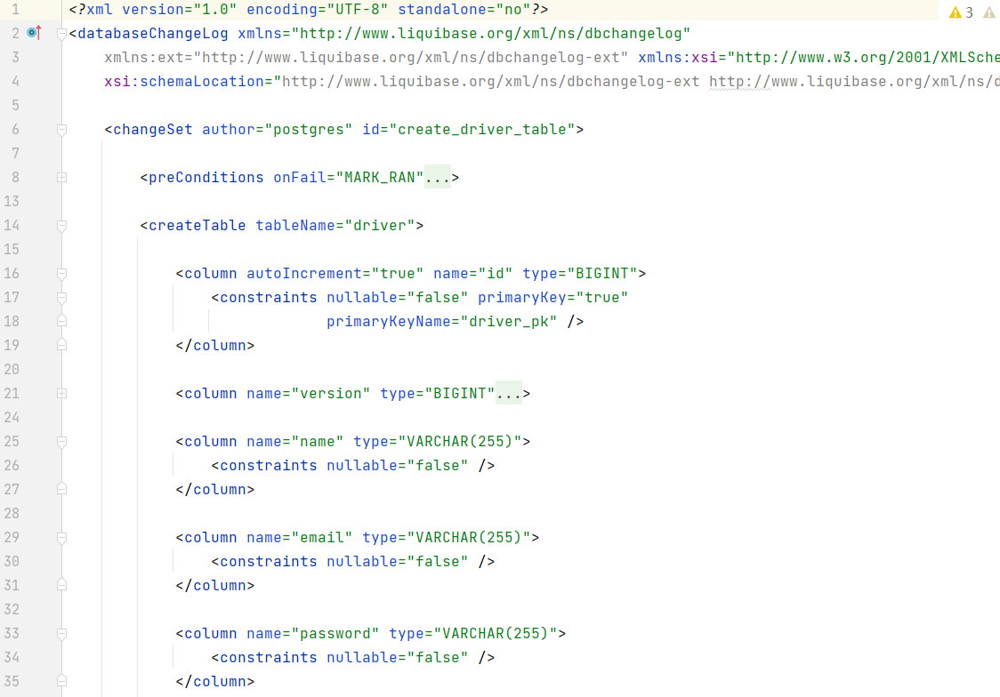 1 <?xml version="1.0" encoding="UTF-8" standalone="no"?> 3
2 <databaseChangeLog xmlns="http://www.liquibase.org/xml/ns/dbchangelog"
3 xmlns:ext="http://www.liquibase.org/xml/ns/dbchangelog-ext" xmlns:xsi="http://www.w3.org/2001/XMLSche
4 xsi:schemaLocation="http://www.liquibase.org/xml/ns/dbchangelog-ext http://www.liquibase.org/xml/ns/d
5
6 <changeSet author="postgres" id="create_driver_table">
7
8 <preConditions onFail="MARK_RAN"...>
13
14 <createTable tableName="driver">
15
16 <column autoIncrement="true" name="id" type="BIGINT">
17 <constraints nullable="false" primaryKey="true"
18 primaryKeyName="driver_pk" />
19 </column>
20
21 <column name="version" type="BIGINT"...>
24
25 <column name="name" type="VARCHAR(255)">
26 <constraints nullable="false" />
27 </column>
28
29 <column name="email" type="VARCHAR(255)">
30 <constraints nullable="false" />
31 </column>
32
33 <column name="password" type="VARCHAR(255)">
34 <constraints nullable="false" />
35 </column>